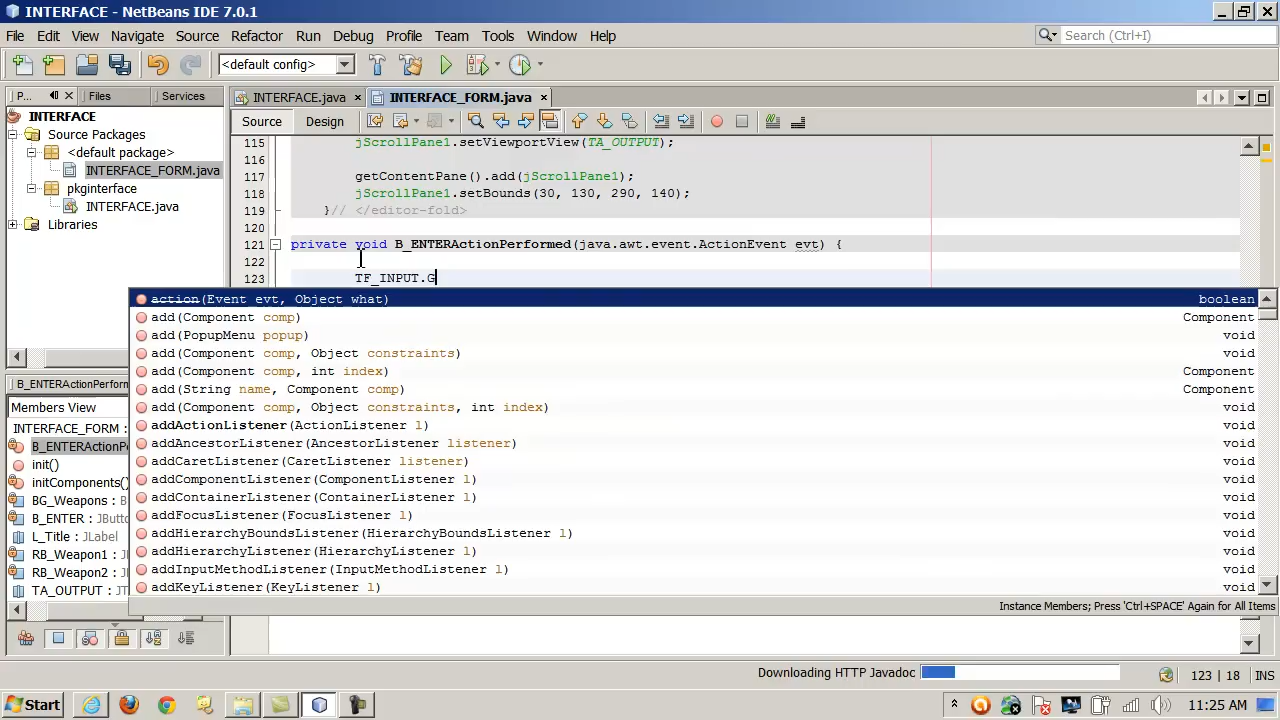 INTERFACE - NetBeans IDE 7.0.1
File Edit View Navigate Source Refactor Run Debug Profile Team Tools Window Help
Search (Ctrl+I)
<default config>
P... Files Services
INTERFACE.java INTERFACE_FORM.java
INTERFACE
Source Packages
<default package>
INTERFACE_FORM.java
pkginterface
INTERFACE.java
Libraries
Source Design
115 jScrollPane1.setViewportView(TA_OUTPUT);
116
117 getContentPane().add(jScrollPane1);
118 jScrollPane1.setBounds(30, 130, 290, 140);
119 }// </editor-fold>
120
121 private void B_ENTERActionPerformed(java.awt.event.ActionEvent evt) {
122
123 TF_INPUT.G
action(Event evt, Object what) boolean
add(Component comp) Component
add(PopupMenu popup) void
add(Component comp, Object constraints) void
add(Component comp, int index) Component
add(String name, Component comp) Component
add(Component comp, Object constraints, int index) void
addActionListener(ActionListener l) void
addAncestorListener(AncestorListener listener) void
addCaretListener(CaretListener listener) void
addComponentListener(ComponentListener l) void
addContainerListener(ContainerListener l) void
addFocusListener(FocusListener l) void
addHierarchyBoundsListener(HierarchyBoundsListener l) void
addHierarchyListener(HierarchyListener l) void
addInputMethodListener(InputMethodListener l) void
addKeyListener(KeyListener l) void
Instance Members; Press 'Ctrl+SPACE' Again for All Items
B_ENTERActionPerform
Members View
INTERFACE_FORM :
B_ENTERActionP
init()
initComponents()
BG_Weapons : B
B_ENTER : JButto
L_Title : JLabel
RB_Weapon1 : J
RB_Weapon2 : J
TA_OUTPUT : JT
Downloading HTTP Javadoc
123 | 18 INS
Start
11:25 AM